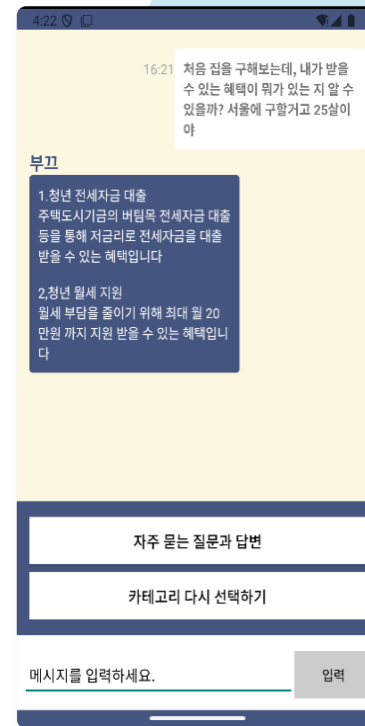 4:22
16:21
처음 집을 구해보는데, 내가 받을
수 있는 혜택이 뭐가 있는 지 알 수
있을까? 서울에 구할거고 25살이
야
부끄
1.청년 전세자금 대출
주택도시기금의 버팀목 전세자금 대출
등을 통해 저금리로 전세자금을 대출
받을 수 있는 혜택입니다
2,청년 월세 지원
월세 부담을 줄이기 위해 최대 월 20
만원 까지 지원 받을 수 있는 혜택입니
다
자주 묻는 질문과 답변
카테고리 다시 선택하기
메시지를 입력하세요.
입력